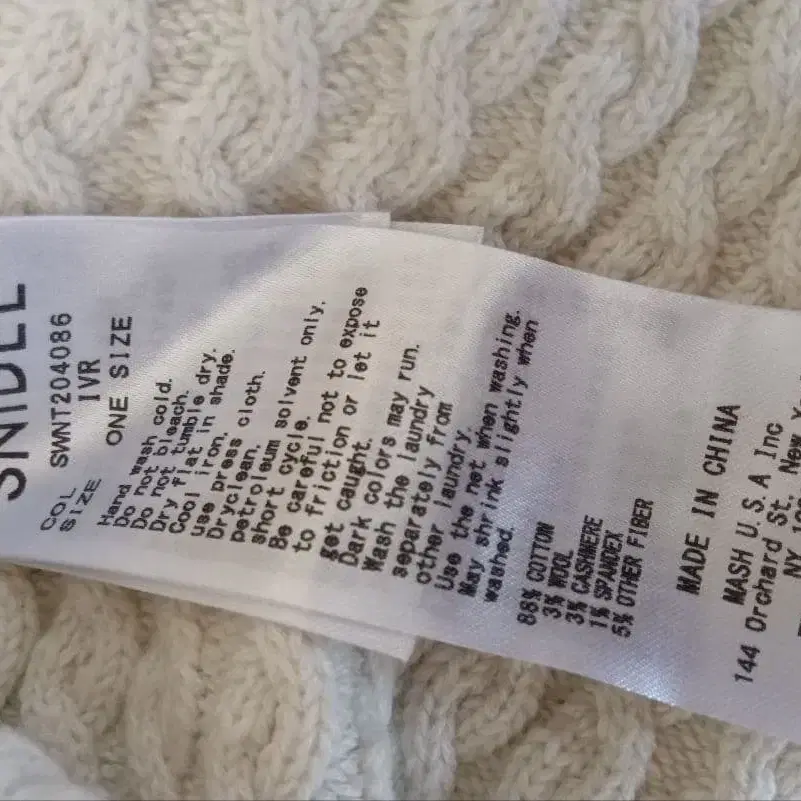 SNIDEL
SWNT204086
COL IVR
SIZE ONE SIZE
Hand wash cold.
Do not bleach.
Do not tumble dry.
Dry flat in shade.
Cool iron.
use press cloth.
Dryclean.
petroleum solvent only.
short cycle.
Be careful not to expose
to friction or let it
get caught.
Dark colors may run.
Wash the laundry
separately from
other laundry.
Use the net when washing.
May shrink slightly when
washed.
88% COTTON
3% WOOL
3% CASHMERE
1% SPANDEX
5% OTHER FIBER
MADE IN CHINA
MASH U.S.A Inc
144 Orchard St., New
NY